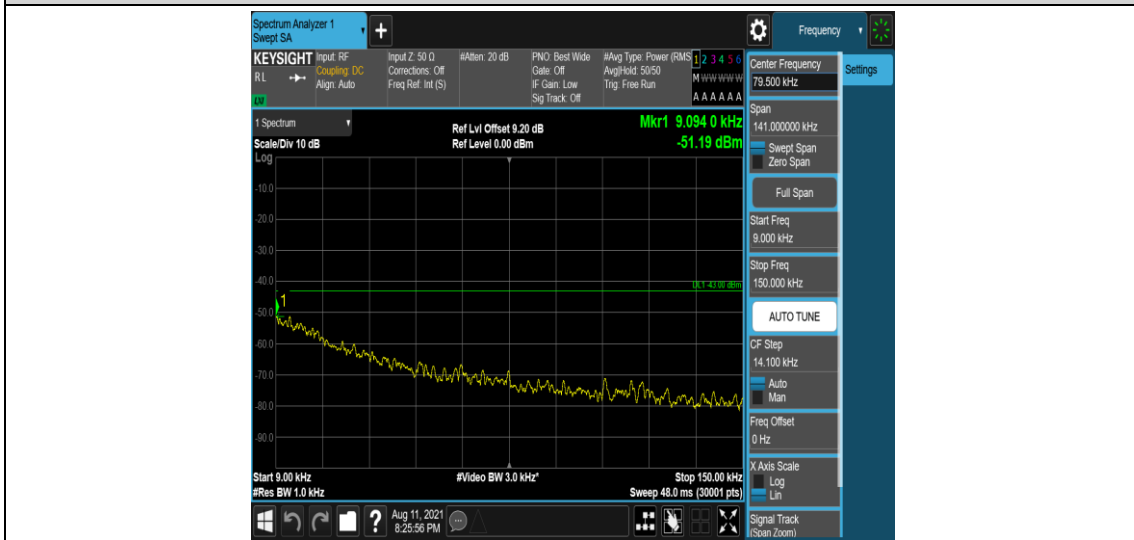 Spectrum Analyzer 1
Swept SA
+
Frequency
KEYSIGHT
RL
LXI
Input: RF
Coupling: DC
Align: Auto
Input Z: 50 Ω
Corrections: Off
Freq Ref: Int (S)
#Atten: 20 dB
PNO: Best Wide
Gate: Off
IF Gain: Low
Sig Track: Off
#Avg Type: Power (RMS
Avg|Hold: 50/50
Trig: Free Run
1 2 3 4 5 6
M W W W W W
A A A A A A
1 Spectrum
Scale/Div 10 dB
Ref Lvl Offset 9.20 dB
Ref Level 0.00 dBm
Mkr1 9.094 0 kHz
-51.19 dBm
Log
-10.0
-20.0
-30.0
-40.0
DL1 -43.00 dBm
1
-50.0
-60.0
-70.0
-80.0
-90.0
Start 9.00 kHz
#Res BW 1.0 kHz
#Video BW 3.0 kHz*
Stop 150.00 kHz
Sweep 48.0 ms (30001 pts)
?
Aug 11, 2021
8:25:56 PM
Center Frequency
79.500 kHz
Settings
Span
141.000000 kHz
Swept Span
Zero Span
Full Span
Start Freq
9.000 kHz
Stop Freq
150.000 kHz
AUTO TUNE
CF Step
14.100 kHz
Auto
Man
Freq Offset
0 Hz
X Axis Scale
Log
Lin
Signal Track
(Span Zoom)